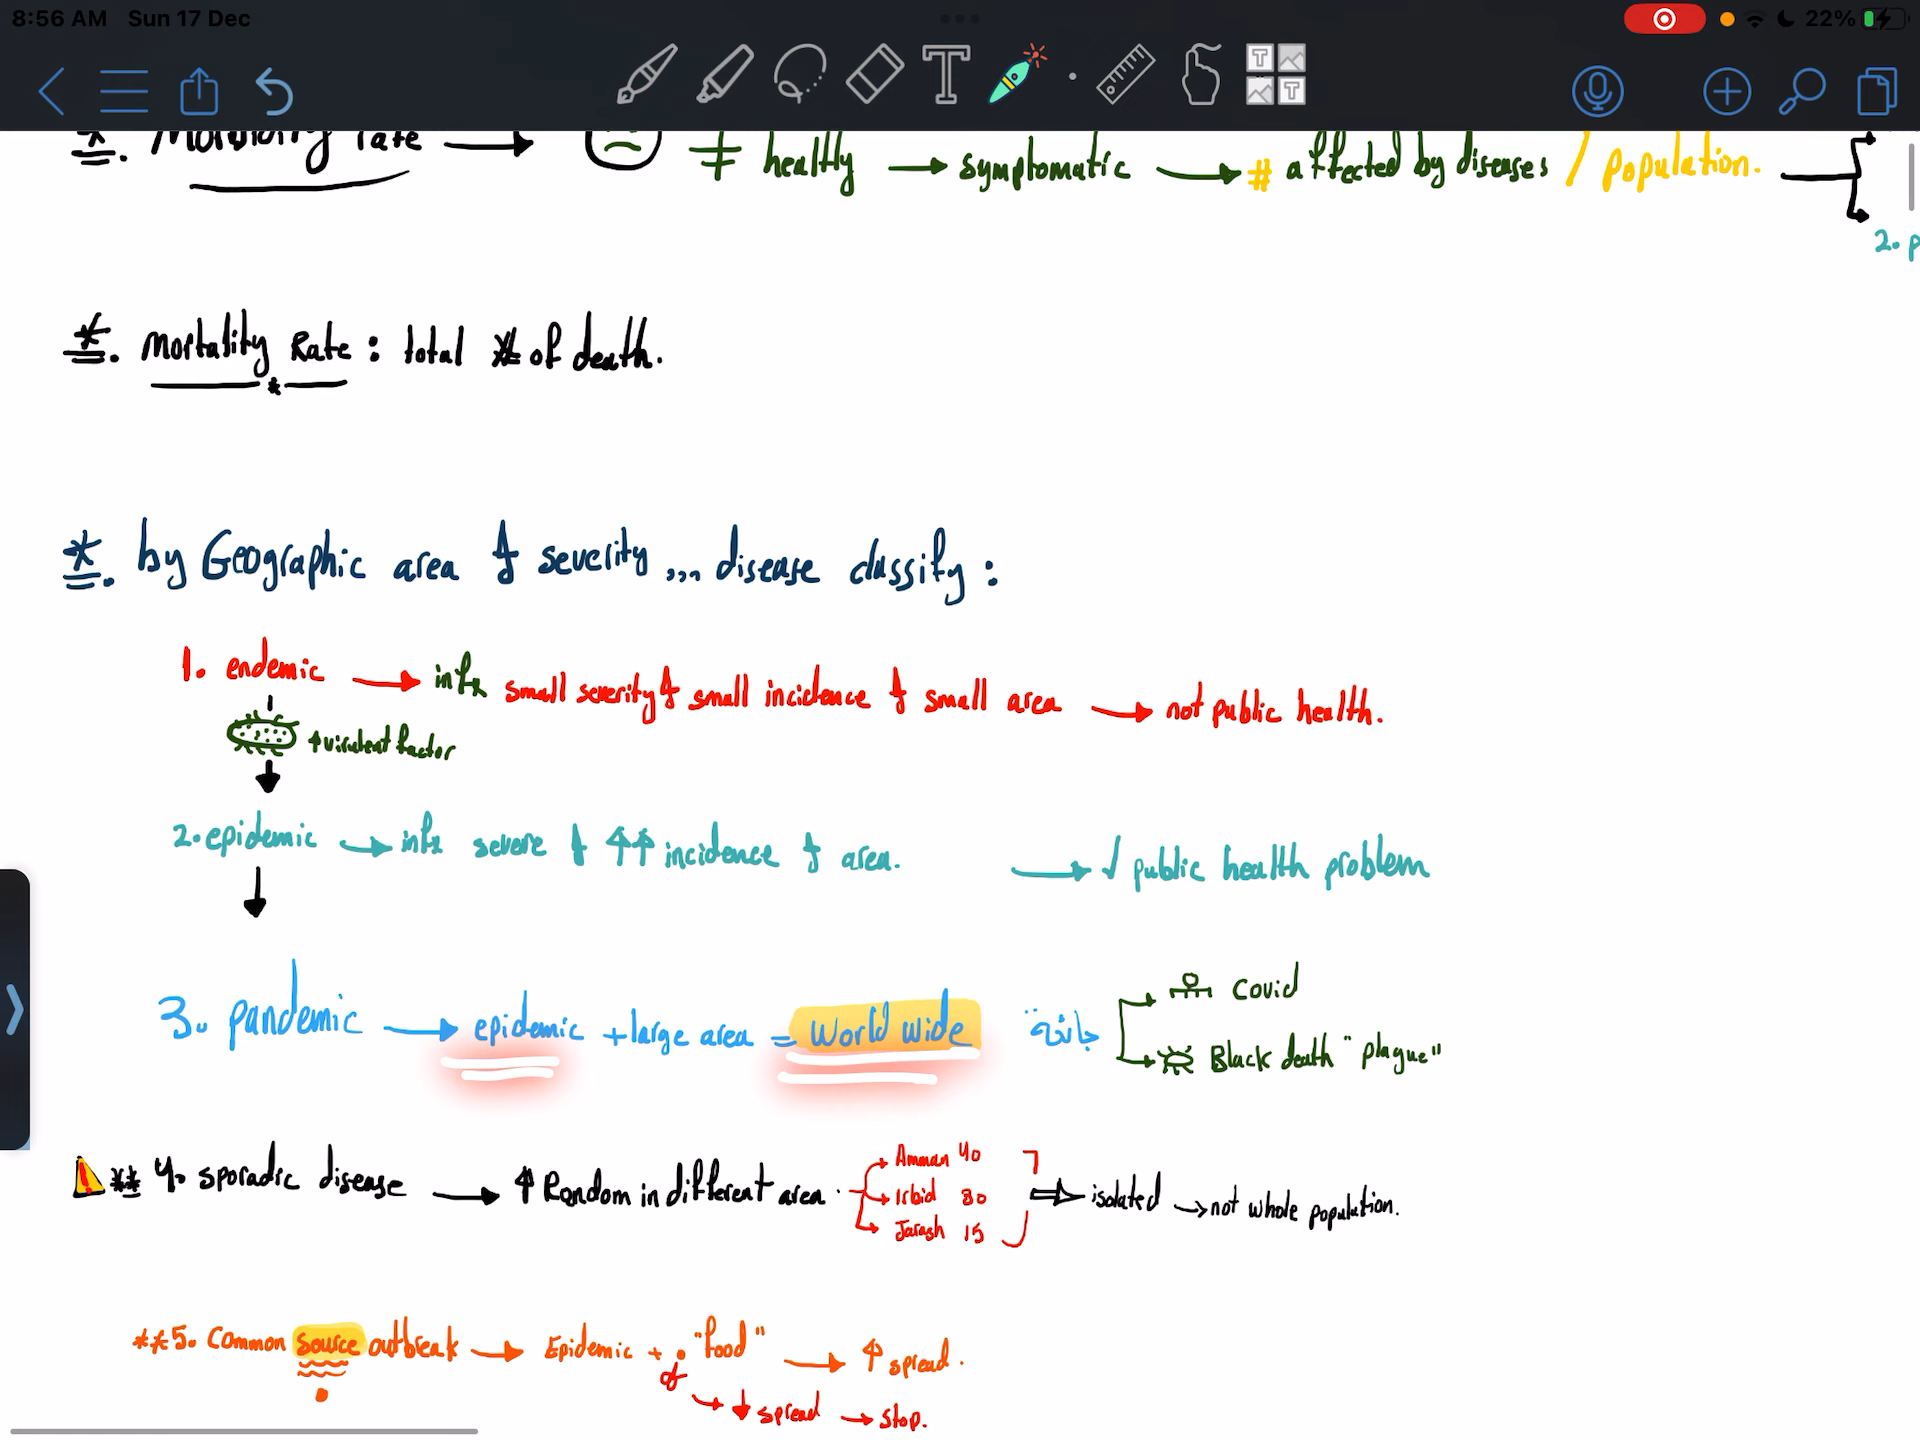 8:56 AM Sun 17 Dec
22%
*. Morbidity rate → ≠ healthy → symptomatic → # affected by diseases / population.
2. p
*. Mortality Rate : total # of death.
*. by Geographic area & severity ,,, disease classify :
1. endemic → infx small severity & small incidence & small area → not public health.
↑ virulent factor
2. epidemic → infx severe & ↑↑ incidence & area. → √ public health problem
3. pandemic → epidemic + large area = World wide جائحة
Covid
Black death "plague"
** 4. sporadic disease → ↑ Random in different area
Amman 40
Irbid 30
Jarash 15
⇒ isolated → not whole population.
**5. Common source outbreak → Epidemic + "food" → ↑ spread.
→ ↓ spread → stop.